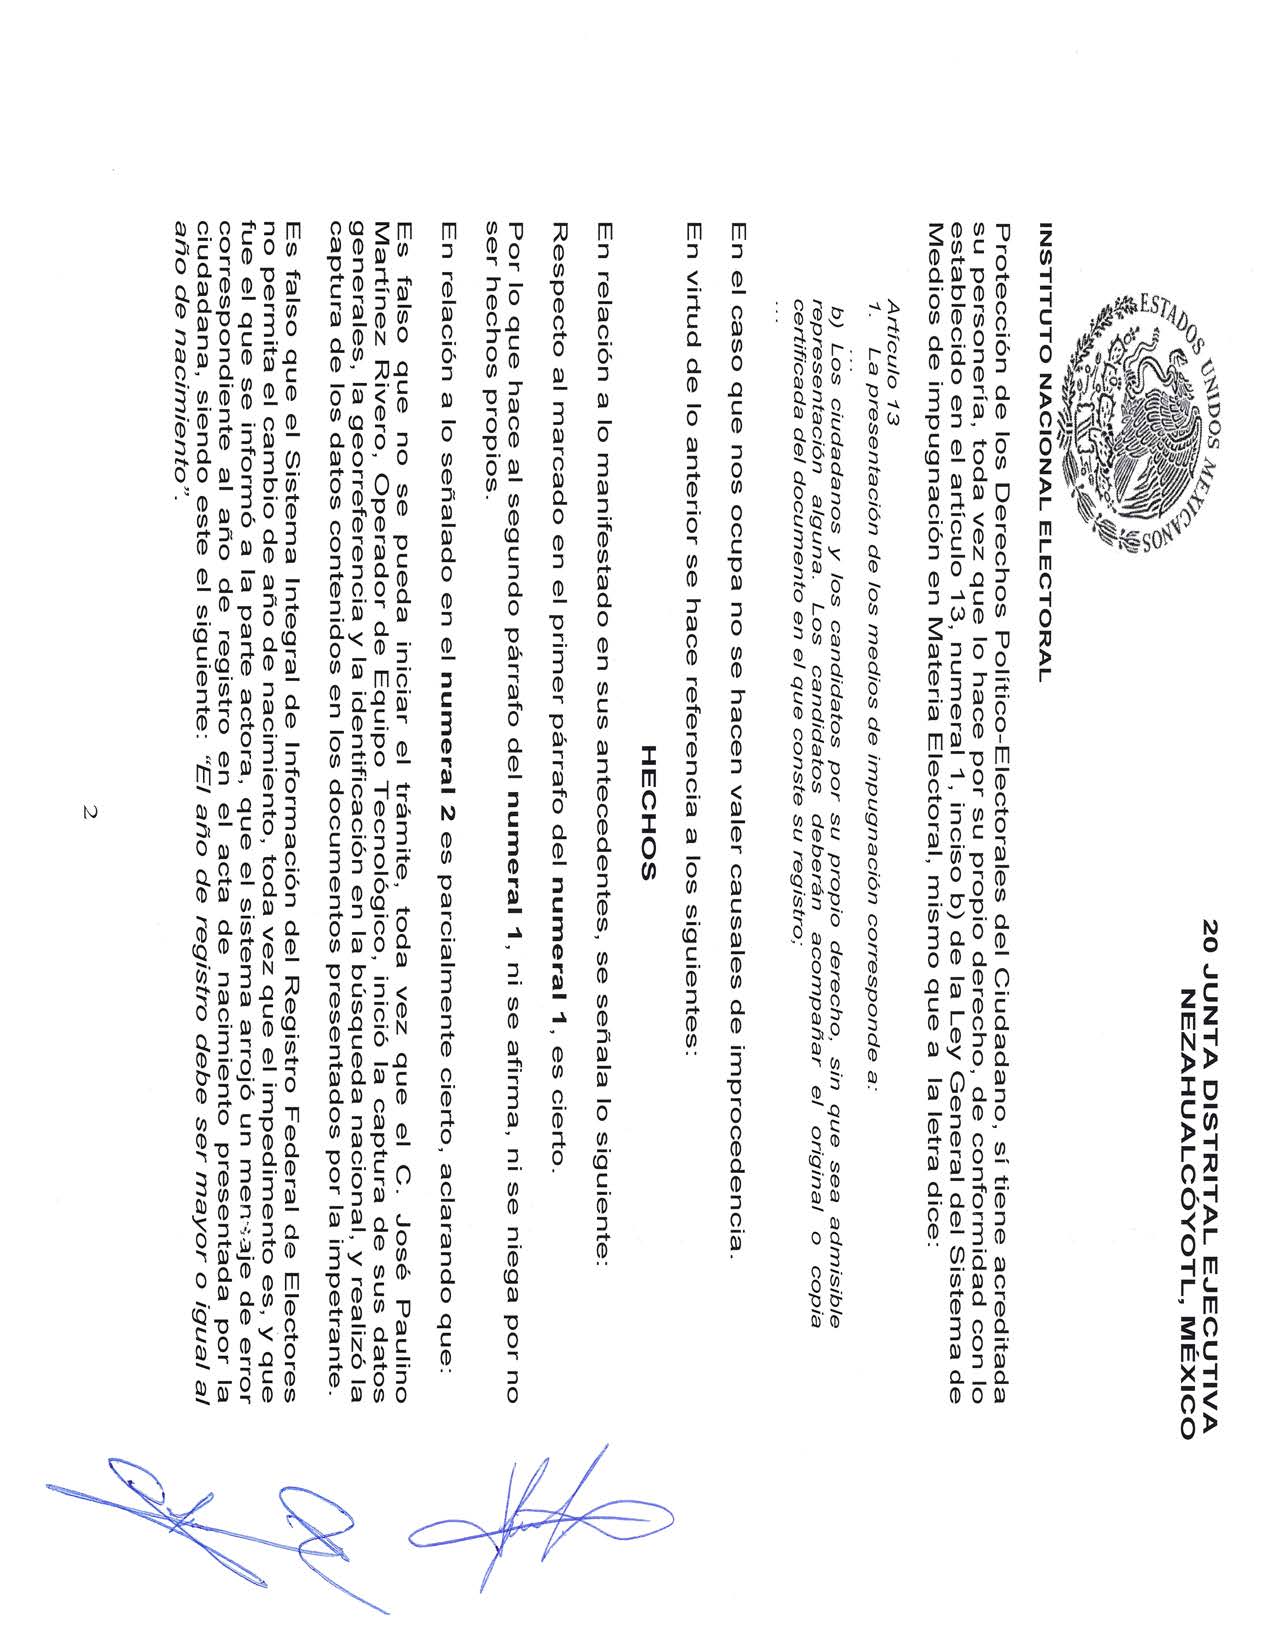 ESTADOS UNIDOS MEXICANOS
20 JUNTA DISTRITAL EJECUTIVA
NEZAHUALCÓYOTL, MÉXICO
INSTITUTO NACIONAL ELECTORAL
Protección de los Derechos Político-Electorales del Ciudadano, sí tiene acreditada
su personería, toda vez que lo hace por su propio derecho, de conformidad con lo
establecido en el artículo 13, numeral 1, inciso b) de la Ley General del Sistema de
Medios de impugnación en Materia Electoral, mismo que a la letra dice:
Artículo 13
1. La presentación de los medios de impugnación corresponde a:
...
b) Los ciudadanos y los candidatos por su propio derecho, sin que sea admisible
representación alguna. Los candidatos deberán acompañar el original o copia
certificada del documento en el que conste su registro;
...
En el caso que nos ocupa no se hacen valer causales de improcedencia.
En virtud de lo anterior se hace referencia a los siguientes:
HECHOS
En relación a lo manifestado en sus antecedentes, se señala lo siguiente:
Respecto al marcado en el primer párrafo del numeral 1, es cierto.
Por lo que hace al segundo párrafo del numeral 1, ni se afirma, ni se niega por no
ser hechos propios.
En relación a lo señalado en el numeral 2 es parcialmente cierto, aclarando que:
Es falso que no se pueda iniciar el trámite, toda vez que el C. José Paulino
Martínez Rivero, Operador de Equipo Tecnológico, inició la captura de sus datos
generales, la georreferencia y la identificación en la búsqueda nacional, y realizó la
captura de los datos contenidos en los documentos presentados por la impetrante.
Es falso que el Sistema Integral de Información del Registro Federal de Electores
no permita el cambio de año de nacimiento, toda vez que el impedimento es, y que
fue el que se informó a la parte actora, que el sistema arrojó un mensaje de error
correspondiente al año de registro en el acta de nacimiento presentada por la
ciudadana, siendo este el siguiente: “El año de registro debe ser mayor o igual al
año de nacimiento”.
2